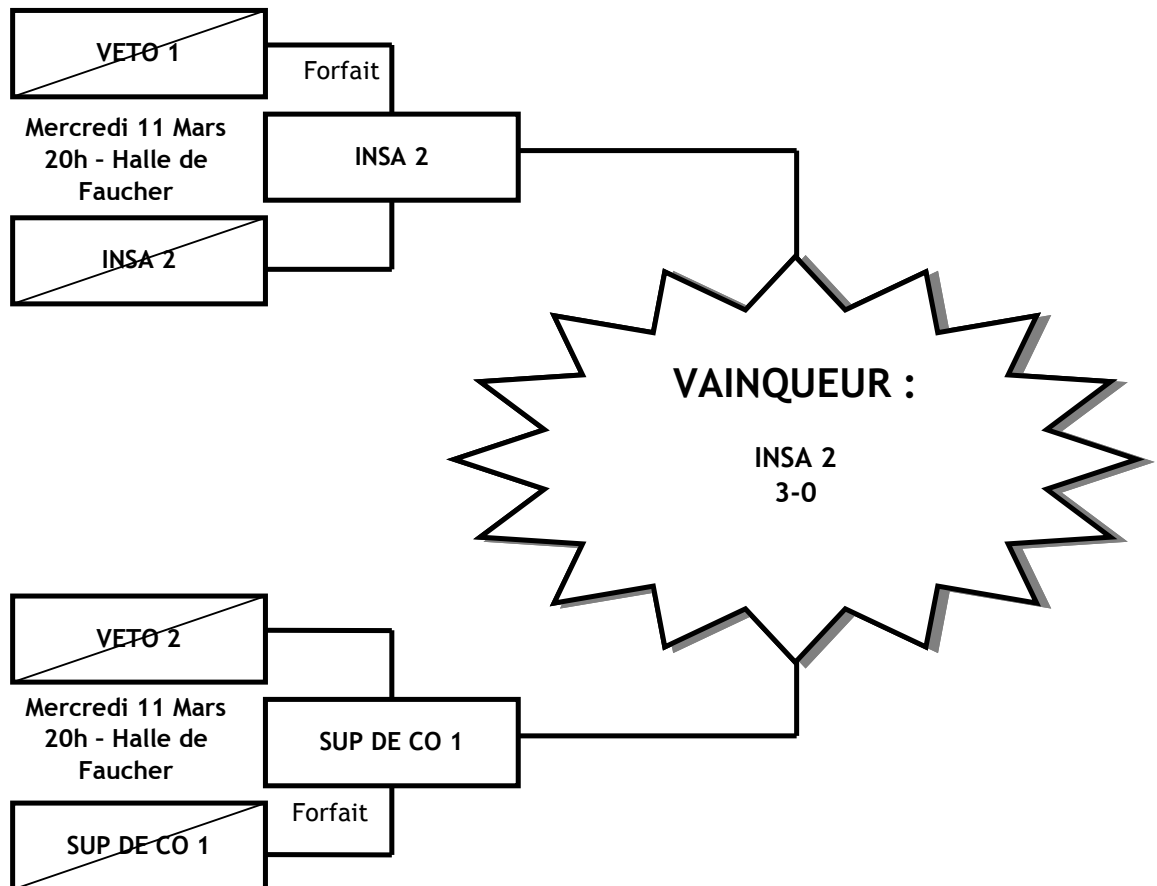 VETO 1
Forfait
Mercredi 11 Mars
20h – Halle de
Faucher
INSA 2
INSA 2
VAINQUEUR :
INSA 2
3-0
VETO 2
Mercredi 11 Mars
20h – Halle de
Faucher
SUP DE CO 1
Forfait
SUP DE CO 1